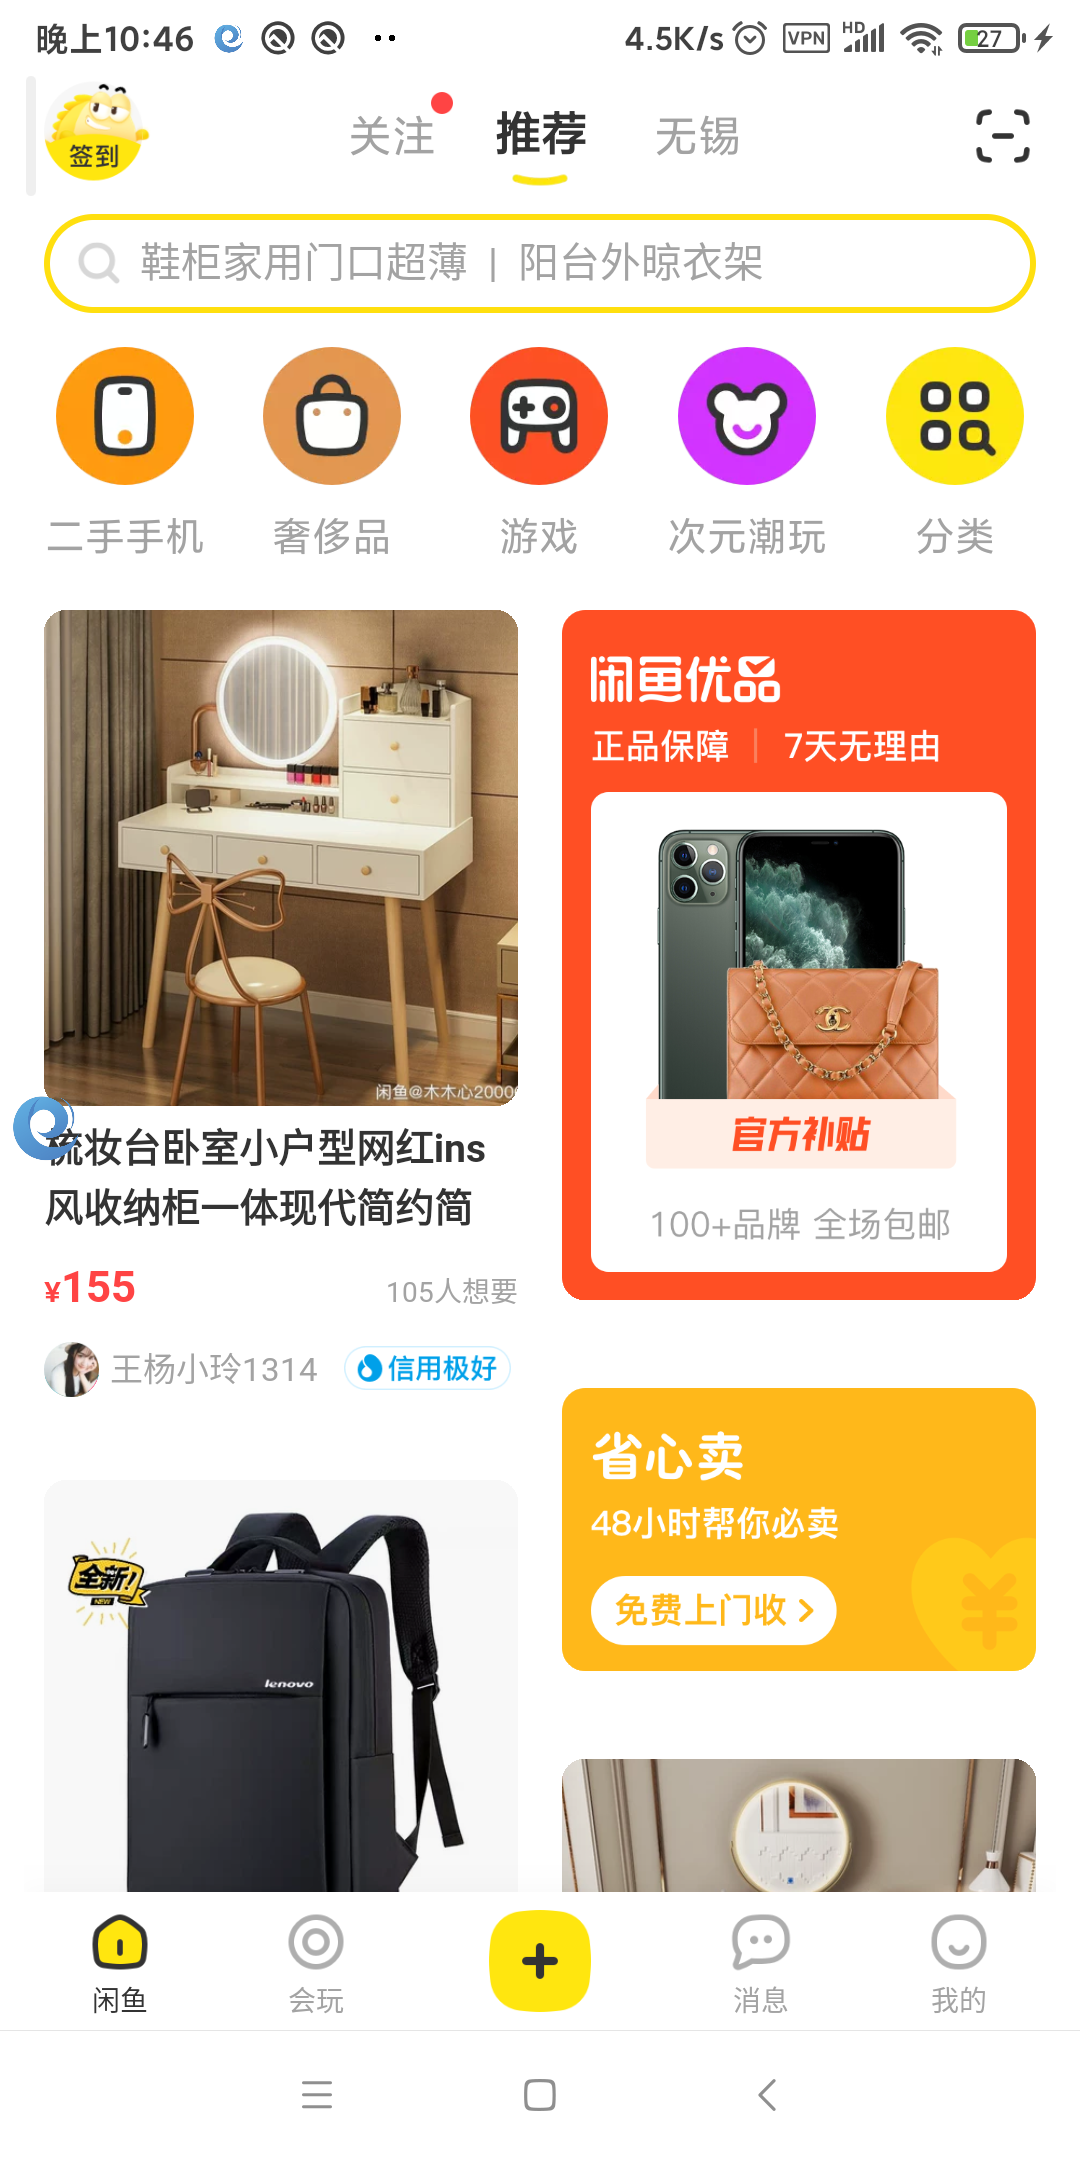 晚上10:46
4.5K/s
VPN
HD
27
签到
关注
推荐
无锡
鞋柜家用门口超薄 | 阳台外晾衣架
二手手机
奢侈品
游戏
次元潮玩
分类
闲鱼@木木心2000
梳妆台卧室小户型网红ins
风收纳柜一体现代简约简
¥155
105人想要
王杨小玲1314
信用极好
闲鱼优品
正品保障 | 7天无理由
官方补贴
100+品牌 全场包邮
省心卖
48小时帮你必卖
免费上门收
¥
全新!
NEW
lenovo
闲鱼
会玩
消息
我的